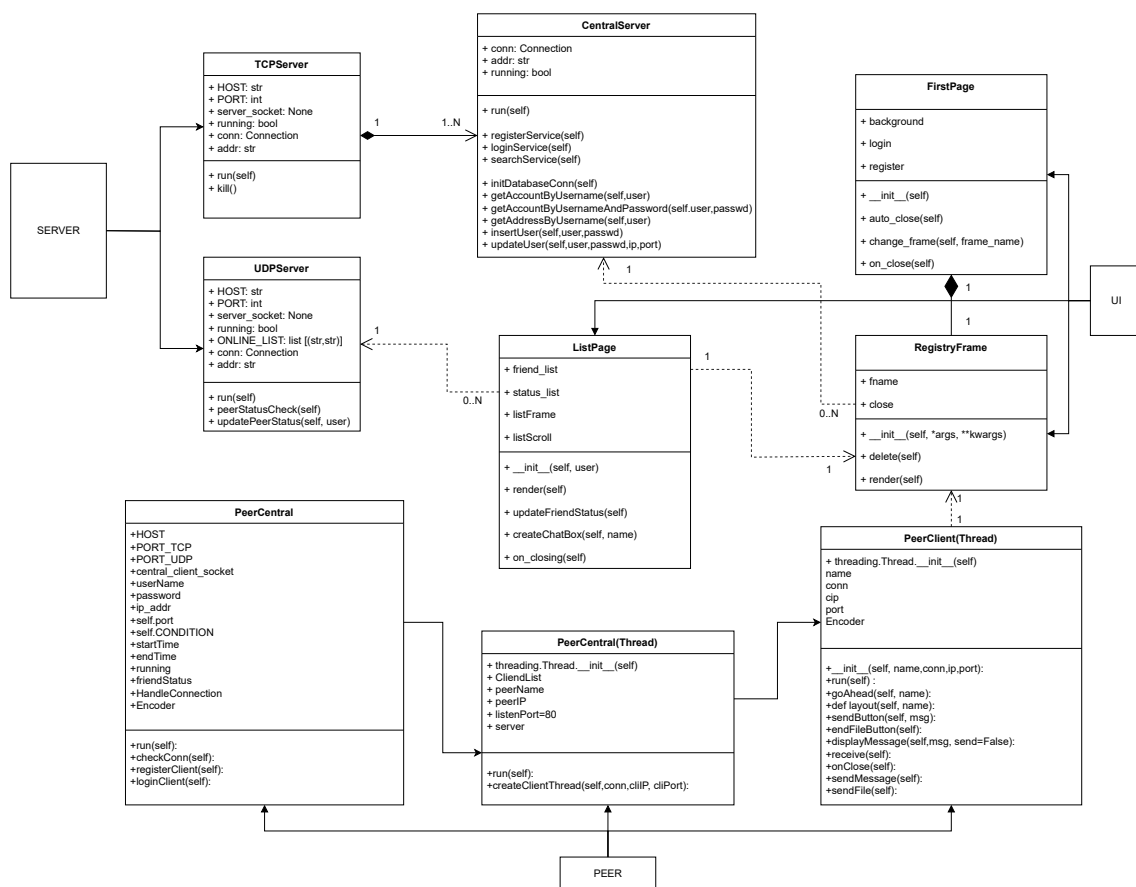 CentralServer
+ conn: Connection
+ addr: str
+ running: bool
+ run(self)
+ registerService(self)
+ loginService(self)
+ searchService(self)
+ initDatabaseConn(self)
+ getAccountByUsername(self,user)
+ getAccountByUsernameAndPassword(self.user,passwd)
+ getAddressByUsername(self,user)
+ insertUser(self,user,passwd)
+ updateUser(self,user,passwd,ip,port)
TCPServer
+ HOST: str
+ PORT: int
+ server_socket: None
+ running: bool
+ conn: Connection
+ addr: str
+ run(self)
+ kill()
1
1..N
FirstPage
+ background
+ login
+ register
+ __init__(self)
+ auto_close(self)
+ change_frame(self, frame_name)
+ on_close(self)
SERVER
UDPServer
+ HOST: str
+ PORT: int
+ server_socket: None
+ running: bool
+ ONLINE_LIST: list [(str,str)]
+ conn: Connection
+ addr: str
+ run(self)
+ peerStatusCheck(self)
+ updatePeerStatus(self, user)
1
0..N
1
0..N
1
1
UI
ListPage
+ friend_list
+ status_list
+ listFrame
+ listScroll
+ __init__(self, user)
+ render(self)
+ updateFriendStatus(self)
+ createChatBox(self, name)
+ on_closing(self)
1
1
RegistryFrame
+ fname
+ close
+ __init__(self, *args, **kwargs)
+ delete(self)
+ render(self)
1
1
PeerCentral
+HOST
+PORT_TCP
+PORT_UDP
+central_client_socket
+userName
+password
+ip_addr
+self.port
+self.CONDITION
+startTime
+endTime
+running
+friendStatus
+HandleConnection
+Encoder
+run(self):
+checkConn(self):
+registerClient(self):
+loginClient(self):
PeerCentral(Thread)
+ threading.Thread.__init__(self)
+ CliendList
+ peerName
+ peerIP
+ listenPort=80
+ server
+run(self):
+createClientThread(self,conn,cliIP, cliPort):
PeerClient(Thread)
+ threading.Thread.__init__(self)
name
conn
cip
port
Encoder
+__init__(self, name,conn,ip,port):
+run(self) :
+goAhead(self, name):
+def layout(self, name):
+sendButton(self, msg):
+endFileButton(self):
+displayMessage(self,msg, send=False):
+receive(self):
+onClose(self):
+sendMessage(self):
+sendFile(self):
PEER